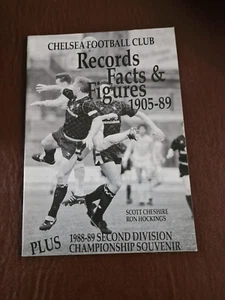 CHELSEA FOOTBALL CLUB
Records
Facts &
Figures
1905-89
SCOTT CHESHIRE
RON HOCKINGS
PLUS
1988-89 SECOND DIVISION
CHAMPIONSHIP SOUVENIR